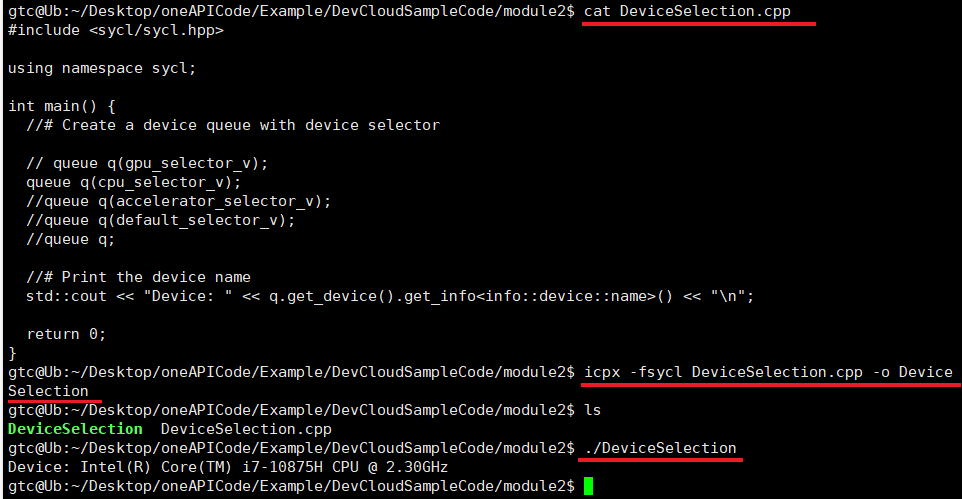 gtc@Ub:~/Desktop/oneAPICode/Example/DevCloudSampleCode/module2$ cat DeviceSelection.cpp
#include <sycl/sycl.hpp>
using namespace sycl;
int main() {
  //# Create a device queue with device selector
  // queue q(gpu_selector_v);
  queue q(cpu_selector_v);
  //queue q(accelerator_selector_v);
  //queue q(default_selector_v);
  //queue q;
  //# Print the device name
  std::cout << "Device: " << q.get_device().get_info<info::device::name>() << "\n";
  return 0;
}
gtc@Ub:~/Desktop/oneAPICode/Example/DevCloudSampleCode/module2$ icpx -fsycl DeviceSelection.cpp -o Device
Selection
gtc@Ub:~/Desktop/oneAPICode/Example/DevCloudSampleCode/module2$ ls
DeviceSelection  DeviceSelection.cpp
gtc@Ub:~/Desktop/oneAPICode/Example/DevCloudSampleCode/module2$ ./DeviceSelection
Device: Intel(R) Core(TM) i7-10875H CPU @ 2.30GHz
gtc@Ub:~/Desktop/oneAPICode/Example/DevCloudSampleCode/module2$